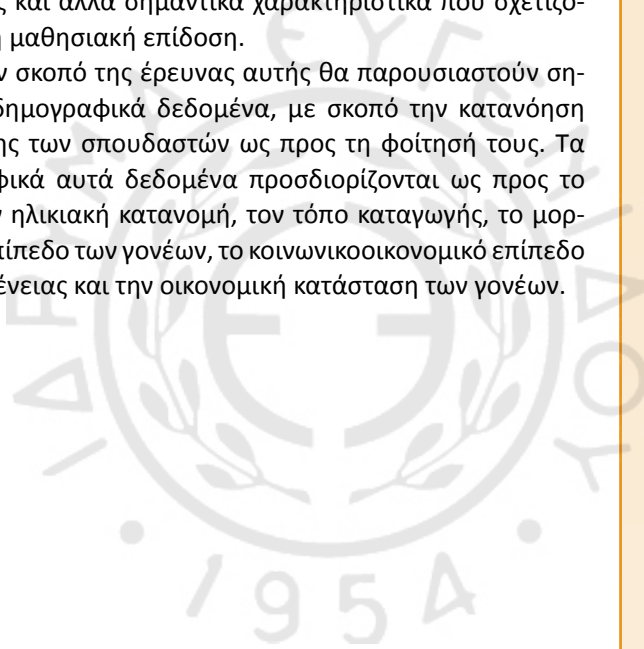 ς και άλλα σημαντικά χαρακτηριστικά που σχετίζο-
η μαθησιακή επίδοση.
ν σκοπό της έρευνας αυτής θα παρουσιαστούν ση-
δημογραφικά δεδομένα, με σκοπό την κατανόηση
ης των σπουδαστών ως προς τη φοίτησή τους. Τα
φικά αυτά δεδομένα προσδιορίζονται ως προς το
ν ηλικιακή κατανομή, τον τόπο καταγωγής, το μορ-
πίπεδο των γονέων, το κοινωνικοοικονομικό επίπεδο
ένειας και την οικονομική κατάσταση των γονέων.
ΙΔΡΥΜΑ ΕΥΓΕΝΙΔΟΥ
1954